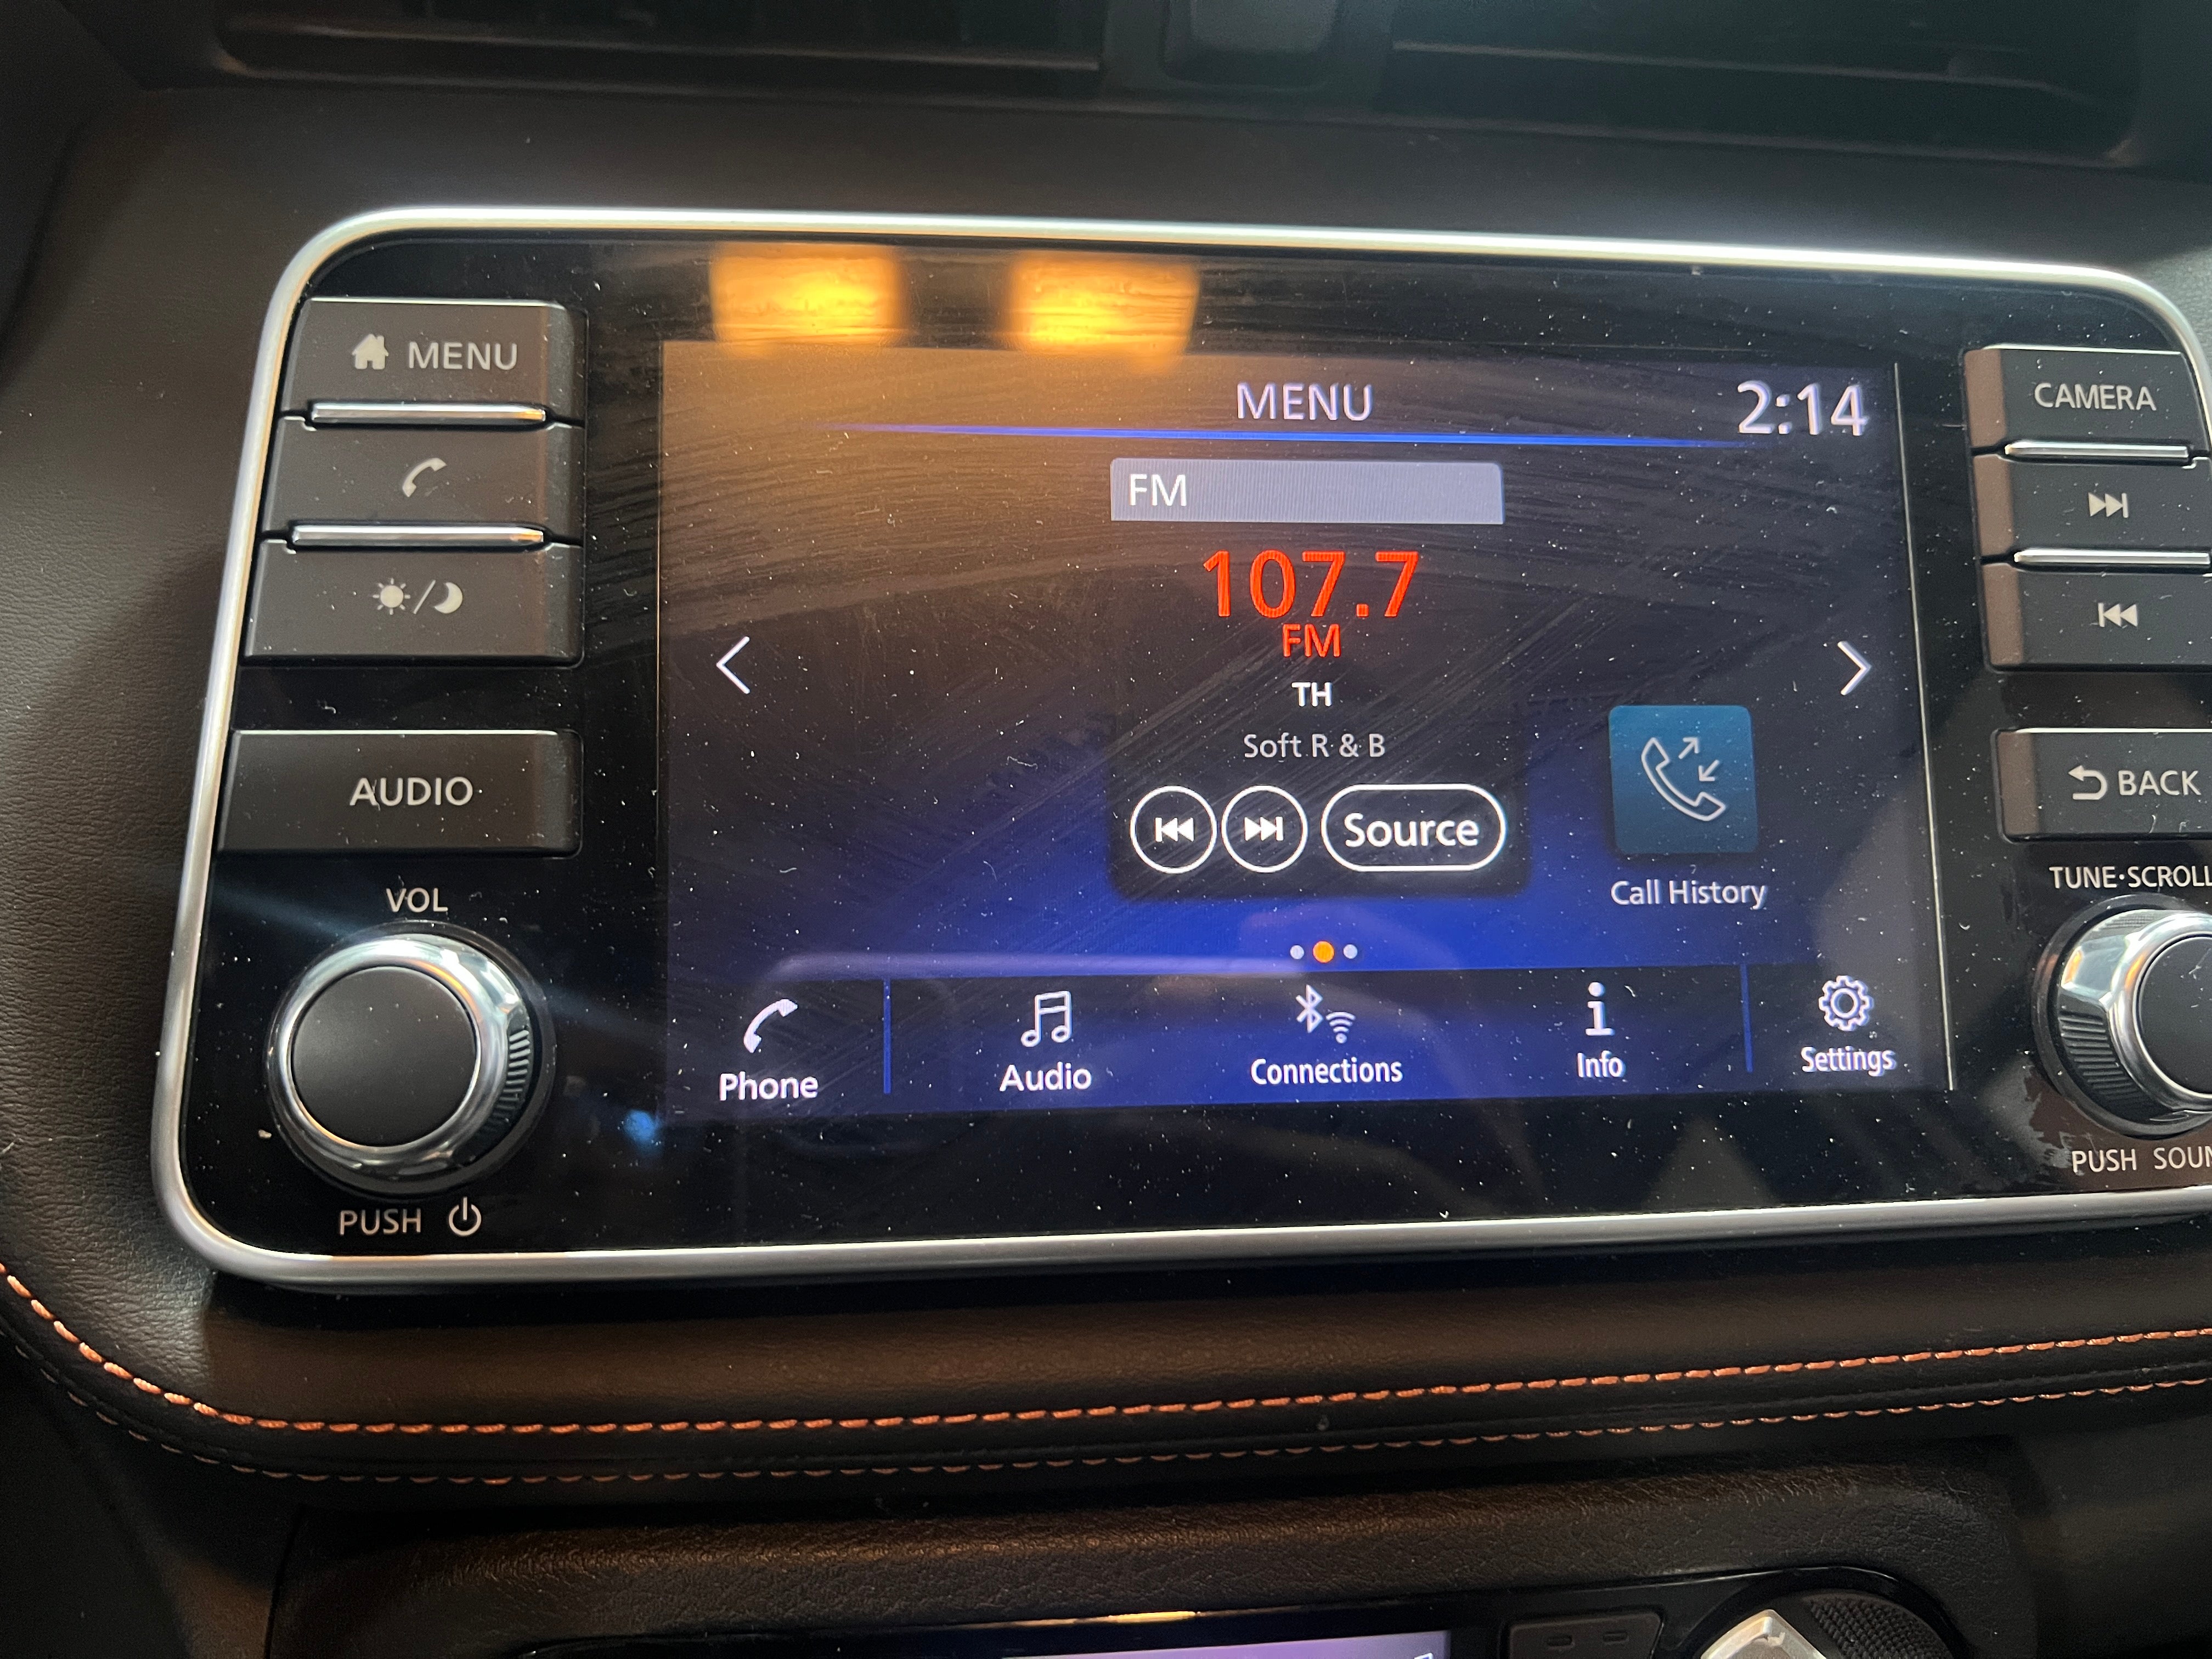 MENU
AUDIO
VOL
PUSH
MENU
2:14
FM
107.7
FM
TH
Soft R & B
Source
Call History
Phone
Audio
Connections
Info
Settings
CAMERA
BACK
TUNE·SCROLL
PUSH